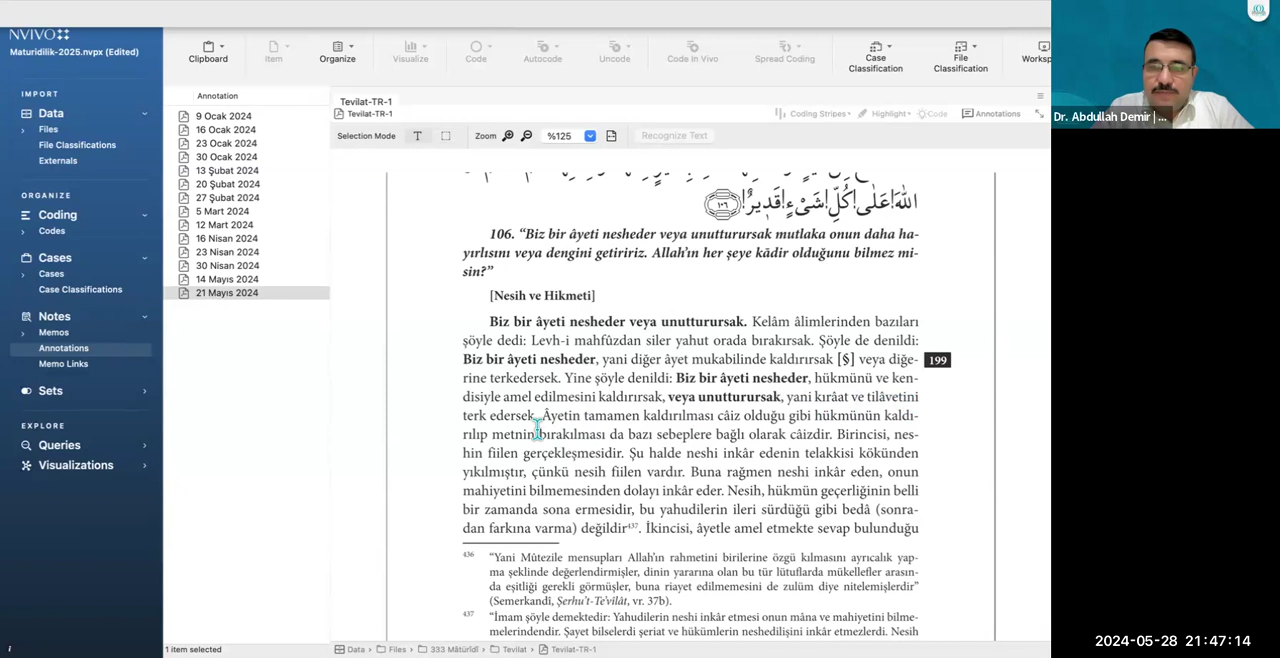 NVIVO
Maturidilik-2025.nvpx (Edited)
IMPORT
Data
Files
File Classifications
Externals
ORGANIZE
Coding
Codes
Cases
Cases
Case Classifications
Notes
Memos
Annotations
Memo Links
Sets
EXPLORE
Queries
Visualizations
Clipboard
Item
Organize
Visualize
Code
Autocode
Uncode
Code In Vivo
Spread Coding
Case
Classification
File
Classification
Worksp
Annotation
9 Ocak 2024
16 Ocak 2024
23 Ocak 2024
30 Ocak 2024
13 Şubat 2024
20 Şubat 2024
27 Şubat 2024
5 Mart 2024
12 Mart 2024
16 Nisan 2024
23 Nisan 2024
30 Nisan 2024
14 Mayıs 2024
21 Mayıs 2024
1 item selected
Tevilat-TR-1
Tevilat-TR-1
Coding Stripes
Highlight
Code
Annotations
Selection Mode
Zoom
%125
Recognize Text
اللّٰهَ عَلٰى كُلِّ شَيْءٍ قَد۪يرٌ ﴿١٠٦﴾
106. “Biz bir âyeti nesheder veya unutturursak mutlaka onun daha ha-
yırlısını veya dengini getiririz. Allah’ın her şeye kādir olduğunu bilmez mi-
sin?”
[Nesih ve Hikmeti]
Biz bir âyeti nesheder veya unutturursak. Kelâm âlimlerinden bazıları
şöyle dedi: Levh-i mahfûzdan siler yahut orada bırakırsak. Şöyle de denildi:
Biz bir âyeti nesheder, yani diğer âyet mukabilinde kaldırırsak [§] veya diğe-
199
rine terkedersek. Yine şöyle denildi: Biz bir âyeti nesheder, hükmünü ve ken-
disiyle amel edilmesini kaldırırsak, veya unutturursak, yani kırâat ve tilâvetini
terk edersek. Âyetin tamamen kaldırılması câiz olduğu gibi hükmünün kaldı-
rılıp metnin bırakılması da bazı sebeplere bağlı olarak câizdir. Birincisi, nes-
hin fiilen gerçekleşmesidir. Şu halde neshi inkâr edenin telakkisi kökünden
yıkılmıştır, çünkü nesih fiilen vardır. Buna rağmen neshi inkâr eden, onun
mahiyetini bilmemesinden dolayı inkâr eder. Nesih, hükmün geçerliğinin belli
bir zamanda sona ermesidir, bu yahudilerin ileri sürdüğü gibi bedâ (sonra-
dan farkına varma) değildir⁴³⁷. İkincisi, âyetle amel etmekte sevap bulunduğu
436 “Yani Mûtezile mensupları Allah’ın rahmetini birilerine özgü kılmasını ayrıcalık yap-
ma şeklinde değerlendirmişler, dinin yararına olan bu tür lütuflarda mükellefler arasın-
da eşitliği gerekli görmüşler, buna riayet edilmemesini de zulüm diye nitelemişlerdir”
(Semerkandî, Şerhu’t-Te’vîlât, vr. 37b).
437 “İmam şöyle demektedir: Yahudilerin neshi inkâr etmesi onun mâna ve mahiyetini bilme-
melerindendir. Şayet bilselerdi şeriat ve hükümlerin neshedilişini inkâr etmezlerdi. Nesih
Data
Files
333 Mâtürîdî
Tevilat
Tevilat-TR-1
Dr. Abdullah Demir | ...
2024-05-28 21:47:14